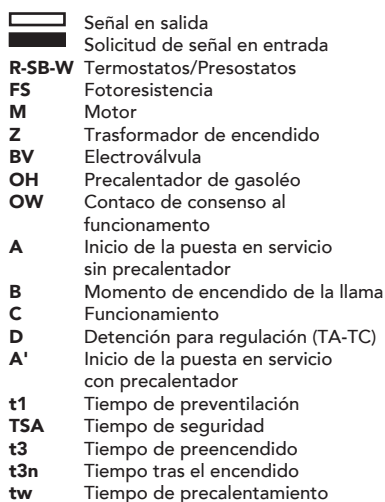 Señal en salida
Solicitud de señal en entrada
R-SB-W Termostatos/Presostatos
FS Fotoresistencia
M Motor
Z Trasformador de encendido
BV Electroválvula
OH Precalentador de gasoléo
OW Contaco de consenso al
funcionamento
A Inicio de la puesta en servicio
sin precalentador
B Momento de encendido de la llama
C Funcionamiento
D Detención para regulación (TA-TC)
A' Inicio de la puesta en servicio
con precalentador
t1 Tiempo de preventilación
TSA Tiempo de seguridad
t3 Tiempo de preencendido
t3n Tiempo tras el encendido
tw Tiempo de precalentamiento